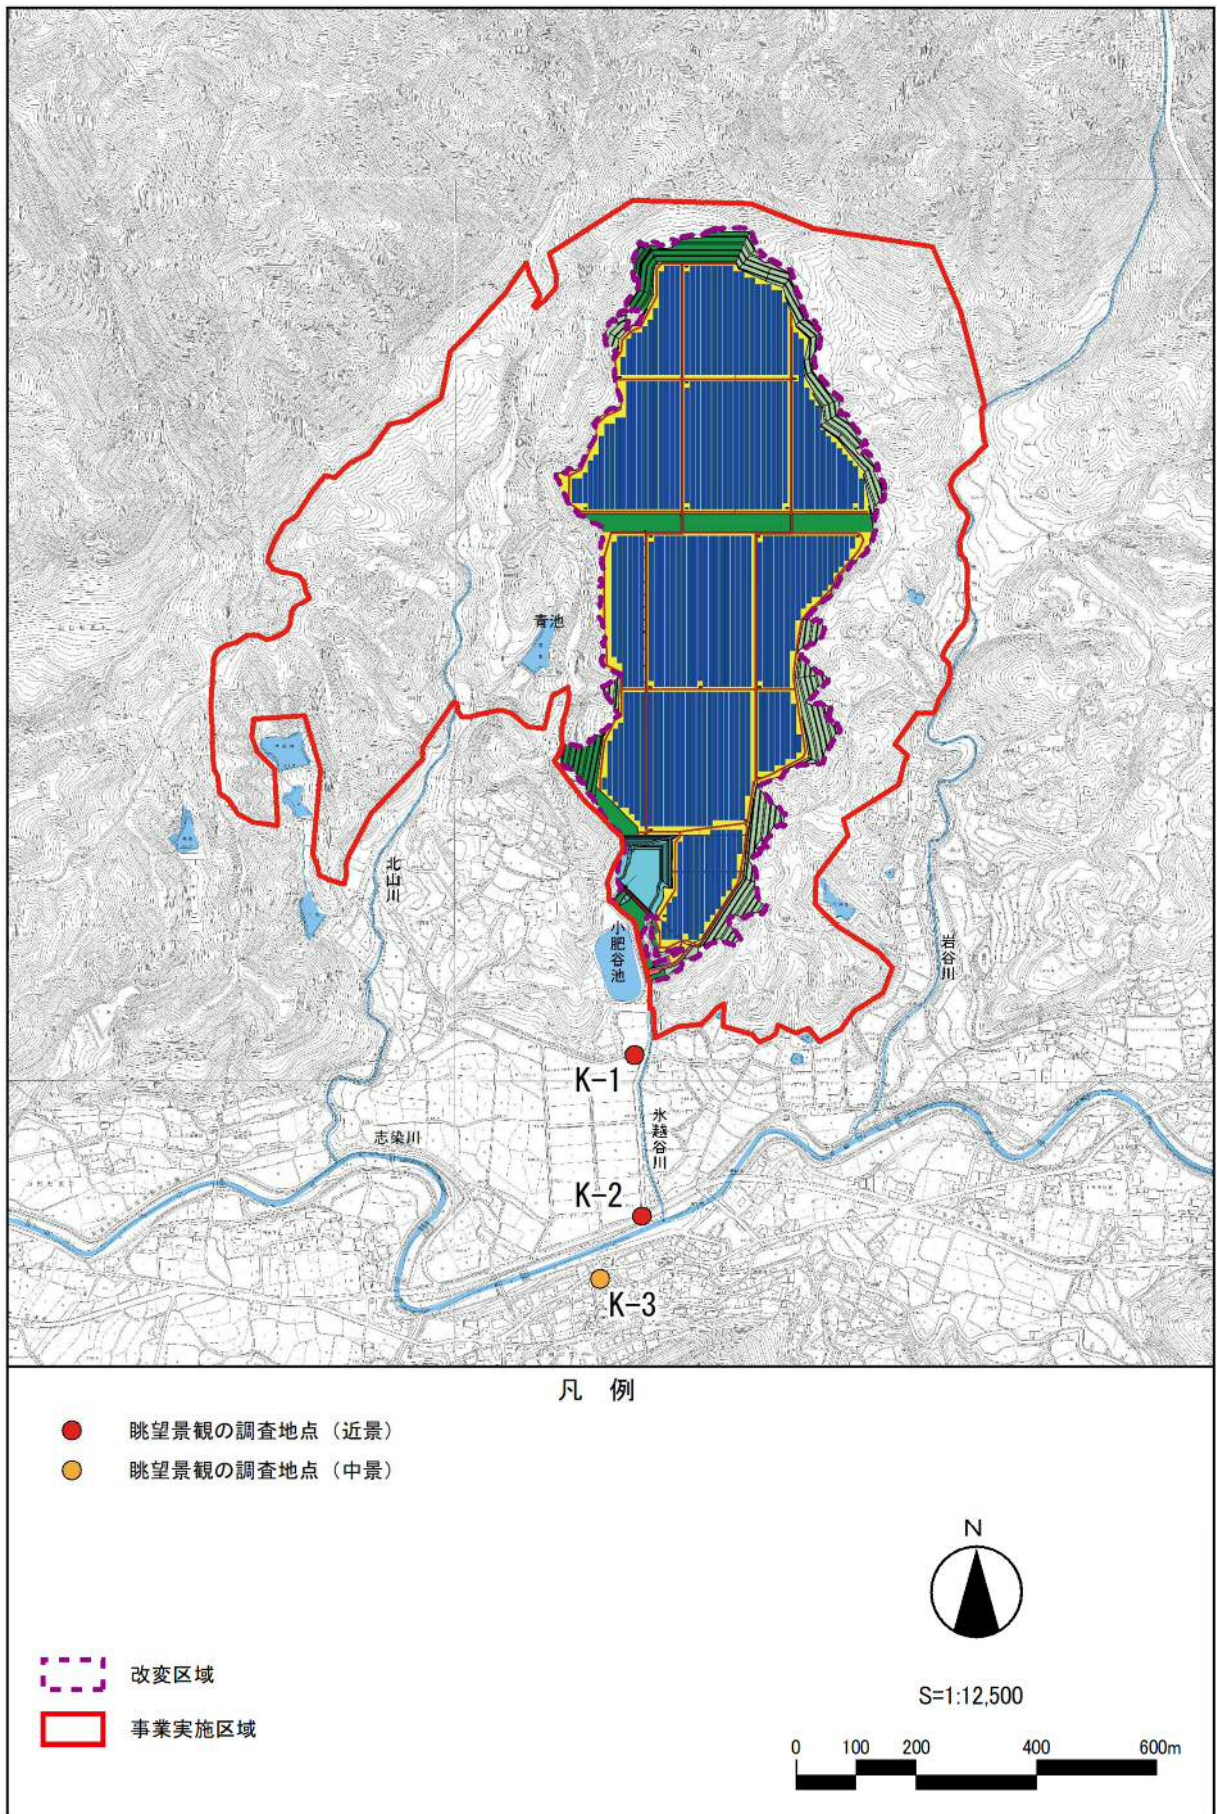 青池
北山川
小肥谷池
岩谷川
K-1
氷越谷川
志染川
K-2
K-3
凡 例
眺望景観の調査地点（近景）
眺望景観の調査地点（中景）
N
改変区域
S=1:12,500
事業実施区域
0 100 200 400 600m